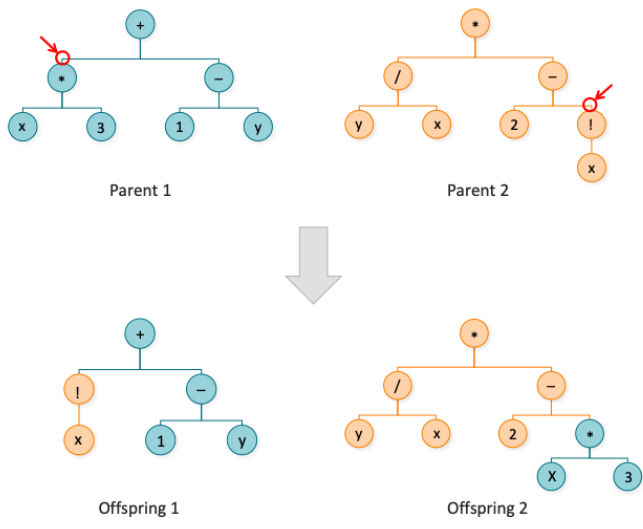 + *
* – / –
x 3 1 y y x 2 !
x
Parent 1 Parent 2
+ *
! – / –
x 1 y y x 2 *
X 3
Offspring 1 Offspring 2